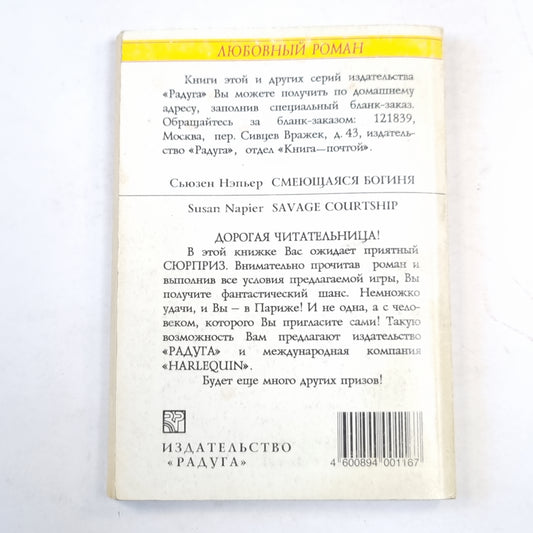 ЛЮБОВНЫЙ РОМАН
Книги этой и других серий издательства
«Радуга» Вы можете получить по домашнему
адресу, заполнив специальный бланк-заказ.
Обращайтесь за бланк-заказом: 121839,
Москва, пер. Сивцев Вражек, д. 43, издатель-
ство «Радуга», отдел «Книга—почтой».
Сьюзен Нэпьер СМЕЮЩАЯСЯ БОГИНЯ
Susan Napier SAVAGE COURTSHIP
ДОРОГАЯ ЧИТАТЕЛЬНИЦА!
В этой книжке Вас ожидает приятный
СЮРПРИЗ. Внимательно прочитав роман и
выполнив все условия предлагаемой игры, Вы
получите фантастический шанс. Немножко
удачи, и Вы – в Париже! И не одна, а с чело-
веком, которого Вы пригласите сами! Такую
возможность Вам предлагают издательство
«РАДУГА» и международная компания
«HARLEQUIN».
Будет еще много других призов!
ИЗДАТЕЛЬСТВО
«РАДУГА»
4 600894 001167